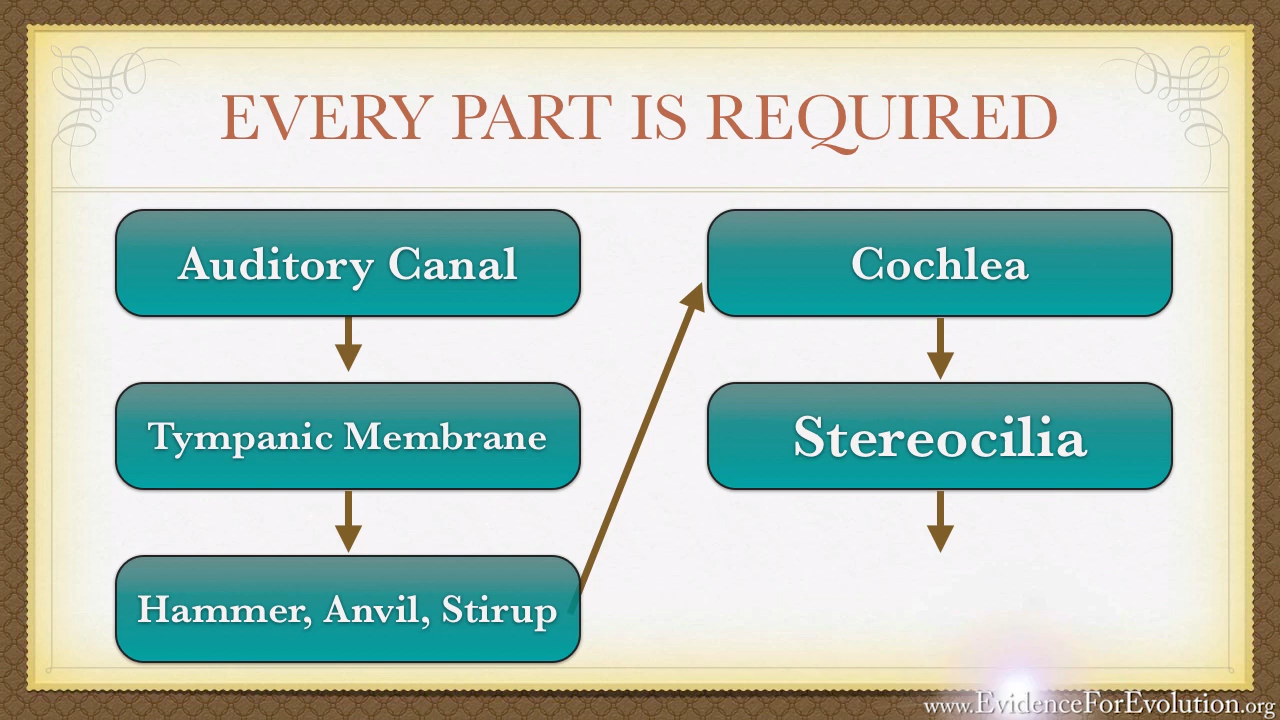 EVERY PART IS REQUIRED
Auditory Canal
Tympanic Membrane
Hammer, Anvil, Stirup
Cochlea
Stereocilia
www.EvidenceForEvolution.org